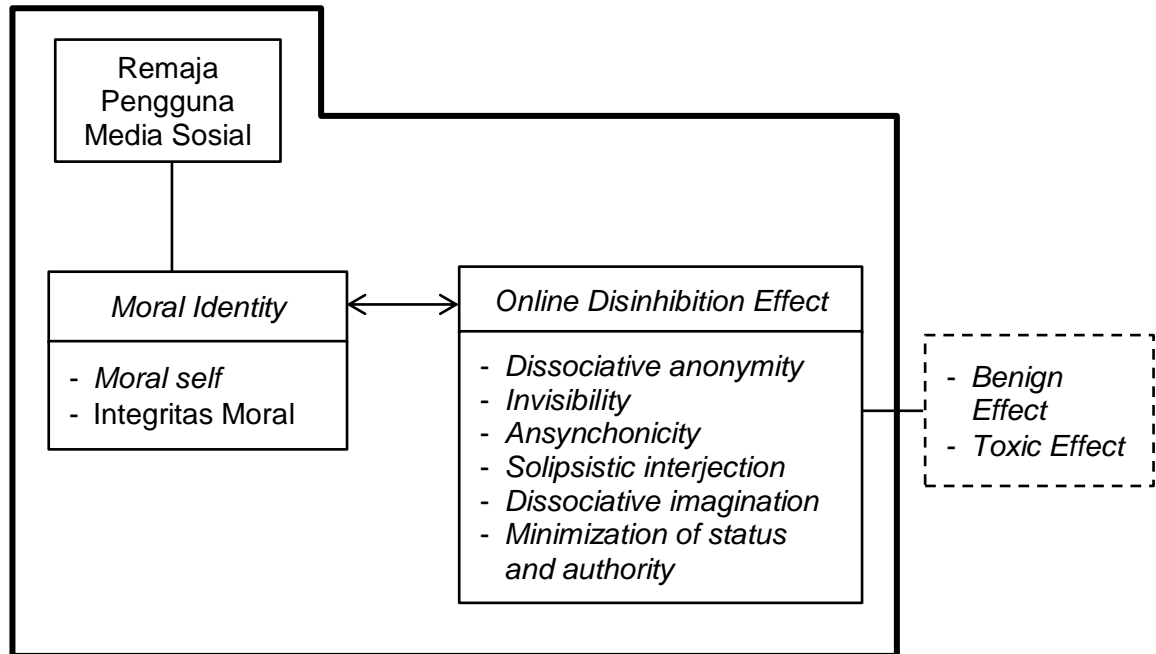 Remaja
Pengguna
Media Sosial
Moral Identity
- Moral self
- Integritas Moral
Online Disinhibition Effect
- Dissociative anonymity
- Invisibility
- Ansynchonicity
- Solipsistic interjection
- Dissociative imagination
- Minimization of status
and authority
- Benign
Effect
- Toxic Effect